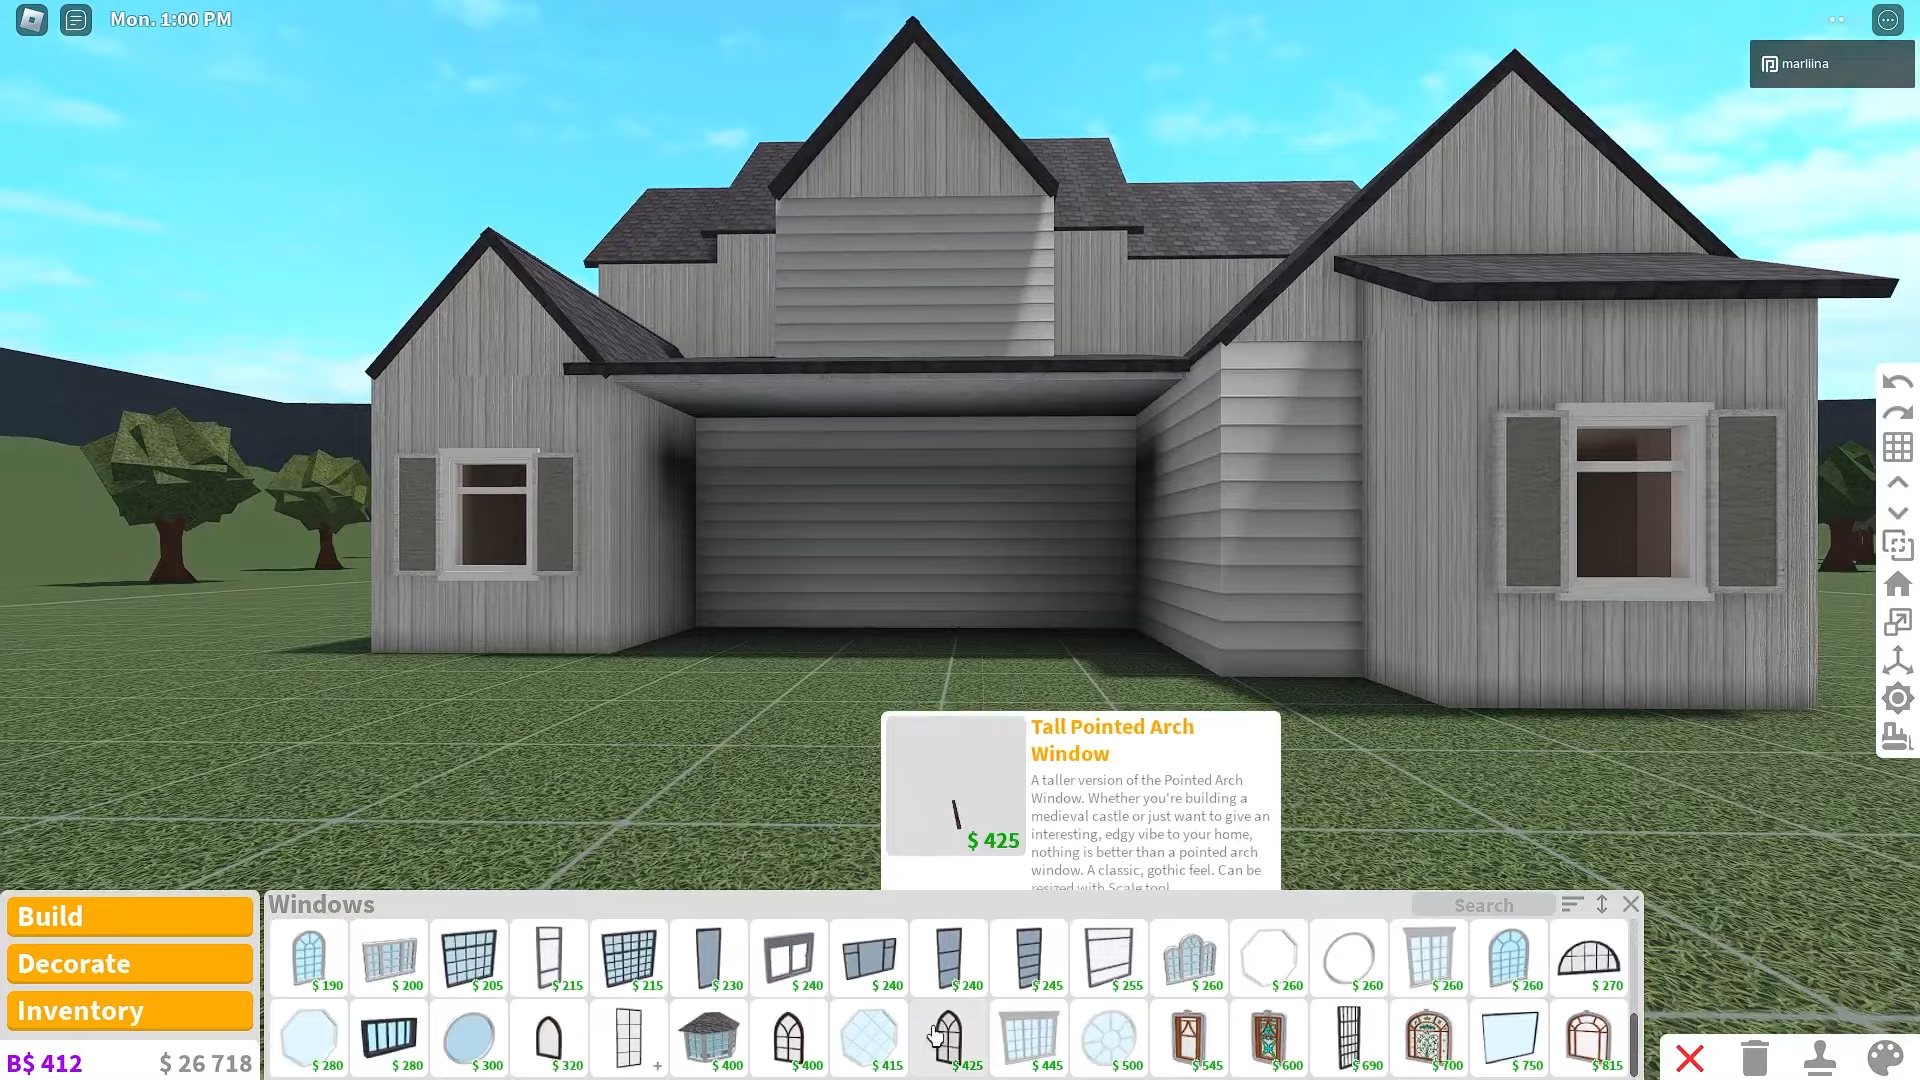 Mon. 1:00 PM
marliina
Tall Pointed Arch
Window
A taller version of the Pointed Arch
Window. Whether you're building a
medieval castle or just want to give an
interesting, edgy vibe to your home,
nothing is better than a pointed arch
window. A classic, gothic feel. Can be
resized with Scale tool
$ 425
Build
Decorate
Inventory
B$ 412 $ 26 718
Windows
Search
$ 190 $ 200 $ 205 $ 215 $ 215 $ 230 $ 240 $ 240 $ 240 $ 245 $ 255 $ 260 $ 260 $ 260 $ 260 $ 260 $ 270
$ 280 $ 280 $ 300 $ 320 + $ 400 $ 400 $ 415 $ 425 $ 445 $ 500 $ 545 $ 600 $ 690 $ 700 $ 750 $ 815